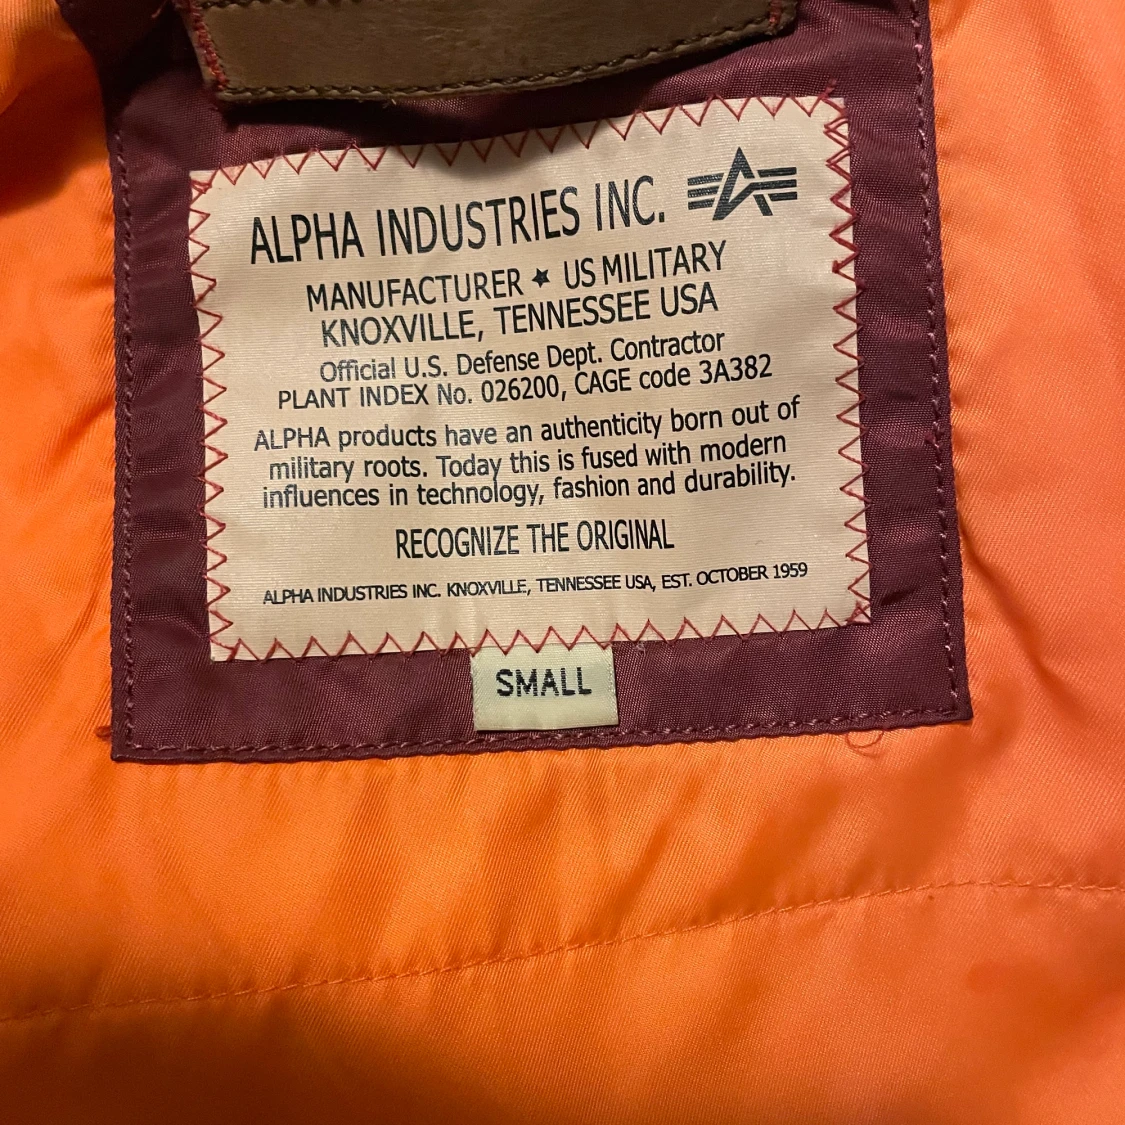 ALPHA INDUSTRIES INC.
MANUFACTURER ★ US MILITARY
KNOXVILLE, TENNESSEE USA
Official U.S. Defense Dept. Contractor
PLANT INDEX No. 026200, CAGE code 3A382
ALPHA products have an authenticity born out of
military roots. Today this is fused with modern
influences in technology, fashion and durability.
RECOGNIZE THE ORIGINAL
ALPHA INDUSTRIES INC. KNOXVILLE, TENNESSEE USA, EST. OCTOBER 1959
SMALL